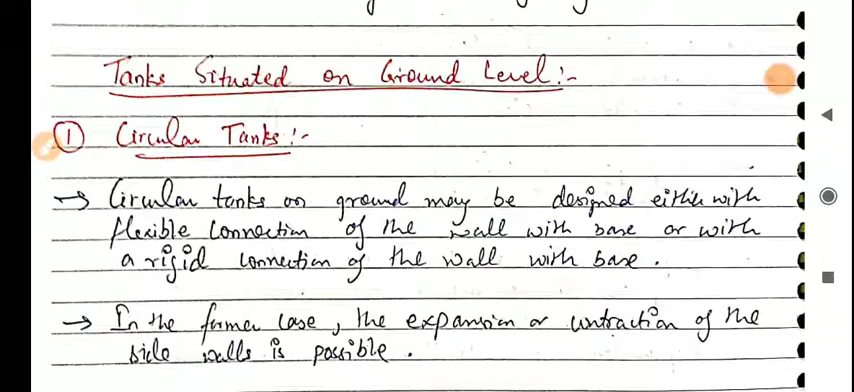 Tanks Situated on Ground Level:-
① Circular Tanks:-
→ Circular tanks on ground may be designed either with
flexible connection of the wall with base or with
a rigid connection of the wall with base.
→ In the former case, the expansion or contraction of the
side walls is possible.